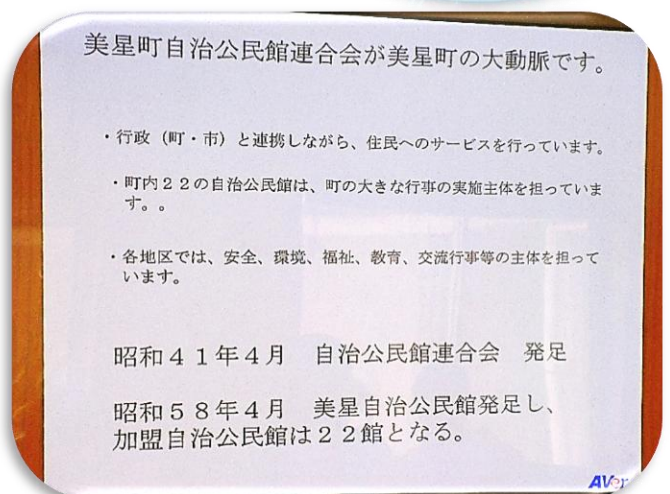 美星町自治公民館連合会が美星町の大動脈です。
・行政（町・市）と連携しながら、住民へのサービスを行っています。
・町内２２の自治公民館は、町の大きな行事の実施主体を担っていま
す。。
・各地区では、安全、環境、福祉、教育、交流行事等の主体を担って
います。
昭和４１年４月　自治公民館連合会　発足
昭和５８年４月　美星自治公民館発足し、
加盟自治公民館は２２館となる。
AVer